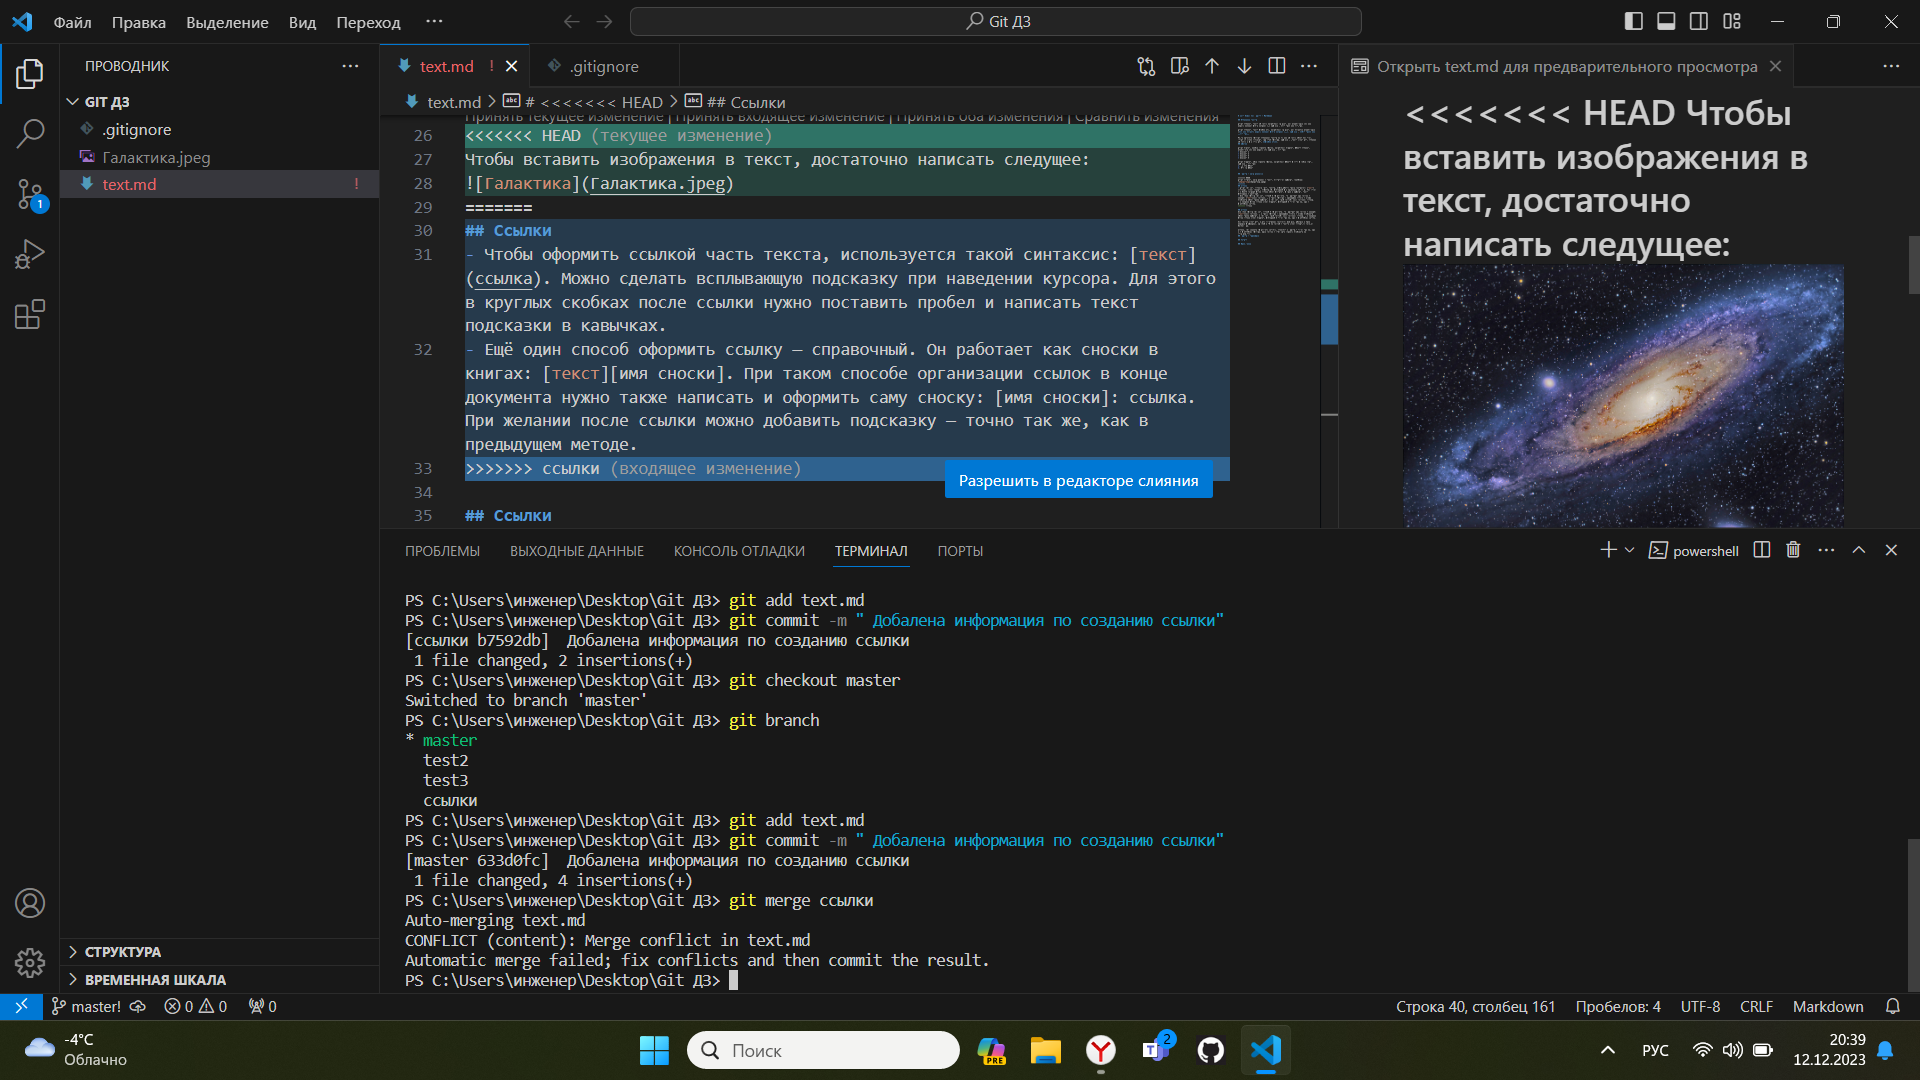 Файл Правка Выделение Вид Переход ···
Git ДЗ
ПРОВОДНИК
GIT ДЗ
.gitignore
Галактика.jpeg
text.md !
СТРУКТУРА
ВРЕМЕННАЯ ШКАЛА
text.md !
.gitignore
text.md > # <<<<<<< HEAD > ## Ссылки
Принять текущее изменение | Принять входящее изменение | Принять оба изменения | Сравнить изменения
26 <<<<<<< HEAD (текущее изменение)
27 Чтобы вставить изображения в текст, достаточно написать следущее:
28 ![Галактика](Галактика.jpeg)
29 =======
30 ## Ссылки
31 - Чтобы оформить ссылкой часть текста, используется такой синтаксис: [текст]
(ссылка). Можно сделать всплывающую подсказку при наведении курсора. Для этого
в круглых скобках после ссылки нужно поставить пробел и написать текст
подсказки в кавычках.
32 - Ещё один способ оформить ссылку — справочный. Он работает как сноски в
книгах: [текст][имя сноски]. При таком способе организации ссылок в конце
документа нужно также написать и оформить саму сноску: [имя сноски]: ссылка.
При желании после ссылки можно добавить подсказку — точно так же, как в
предыдущем методе.
33 >>>>>>> ссылки (входящее изменение)
Разрешить в редакторе слияния
34
35 ## Ссылки
Открыть text.md для предварительного просмотра
<<<<<<< HEAD Чтобы
вставить изображения в
текст, достаточно
написать следущее:
ПРОБЛЕМЫ ВЫХОДНЫЕ ДАННЫЕ КОНСОЛЬ ОТЛАДКИ ТЕРМИНАЛ ПОРТЫ
powershell
PS C:\Users\инженер\Desktop\Git ДЗ> git add text.md
PS C:\Users\инженер\Desktop\Git ДЗ> git commit -m " Добалена информация по созданию ссылки"
[ссылки b7592db]  Добалена информация по созданию ссылки
 1 file changed, 2 insertions(+)
PS C:\Users\инженер\Desktop\Git ДЗ> git checkout master
Switched to branch 'master'
PS C:\Users\инженер\Desktop\Git ДЗ> git branch
* master
  test2
  test3
  ссылки
PS C:\Users\инженер\Desktop\Git ДЗ> git add text.md
PS C:\Users\инженер\Desktop\Git ДЗ> git commit -m " Добалена информация по созданию ссылки"
[master 633d0fc]  Добалена информация по созданию ссылки
 1 file changed, 4 insertions(+)
PS C:\Users\инженер\Desktop\Git ДЗ> git merge ссылки
Auto-merging text.md
CONFLICT (content): Merge conflict in text.md
Automatic merge failed; fix conflicts and then commit the result.
PS C:\Users\инженер\Desktop\Git ДЗ>
1
master! 0 0 0
Строка 40, столбец 161 Пробелов: 4 UTF-8 CRLF Markdown
-4°C
Облачно
Поиск
PRE
2
РУС
20:39
12.12.2023